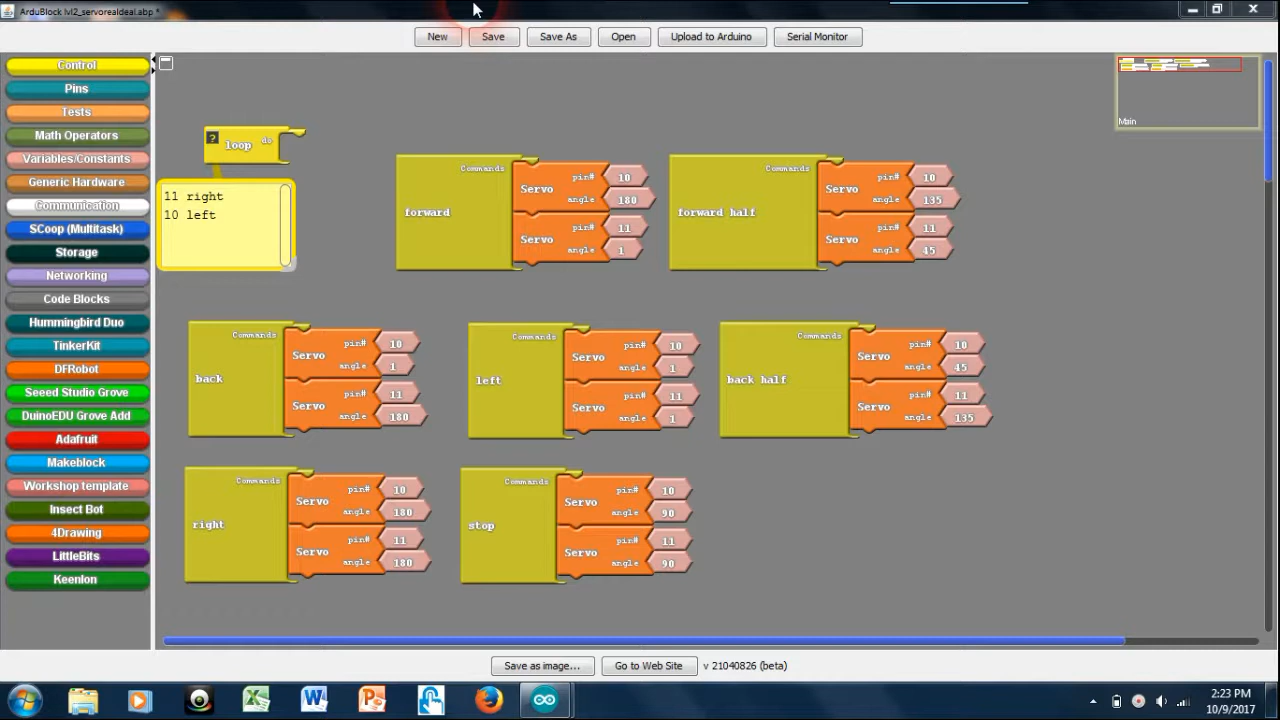 ArduBlock lvl2_servorealdeal.abp *
New Save Save As Open Upload to Arduino Serial Monitor
Control
Pins
Tests
Math Operators
Variables/Constants
Generic Hardware
Communication
SCoop (Multitask)
Storage
Networking
Code Blocks
Hummingbird Duo
TinkerKit
DFRobot
Seeed Studio Grove
DuinoEDU Grove Add
Adafruit
Makeblock
Workshop template
Insect Bot
4Drawing
LittleBits
Keenlon
Main
? loop do
11 right
10 left
forward Commands
Servo pin# 10
angle 180
Servo pin# 11
angle 1
forward half Commands
Servo pin# 10
angle 135
Servo pin# 11
angle 45
back Commands
Servo pin# 10
angle 1
Servo pin# 11
angle 180
left Commands
Servo pin# 10
angle 1
Servo pin# 11
angle 1
back half Commands
Servo pin# 10
angle 45
Servo pin# 11
angle 135
right Commands
Servo pin# 10
angle 180
Servo pin# 11
angle 180
stop Commands
Servo pin# 10
angle 90
Servo pin# 11
angle 90
Save as image... Go to Web Site v 21040826 (beta)
2:23 PM
10/9/2017